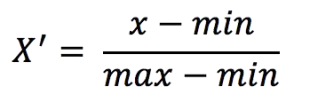 X' = (x − min) / (max − min)